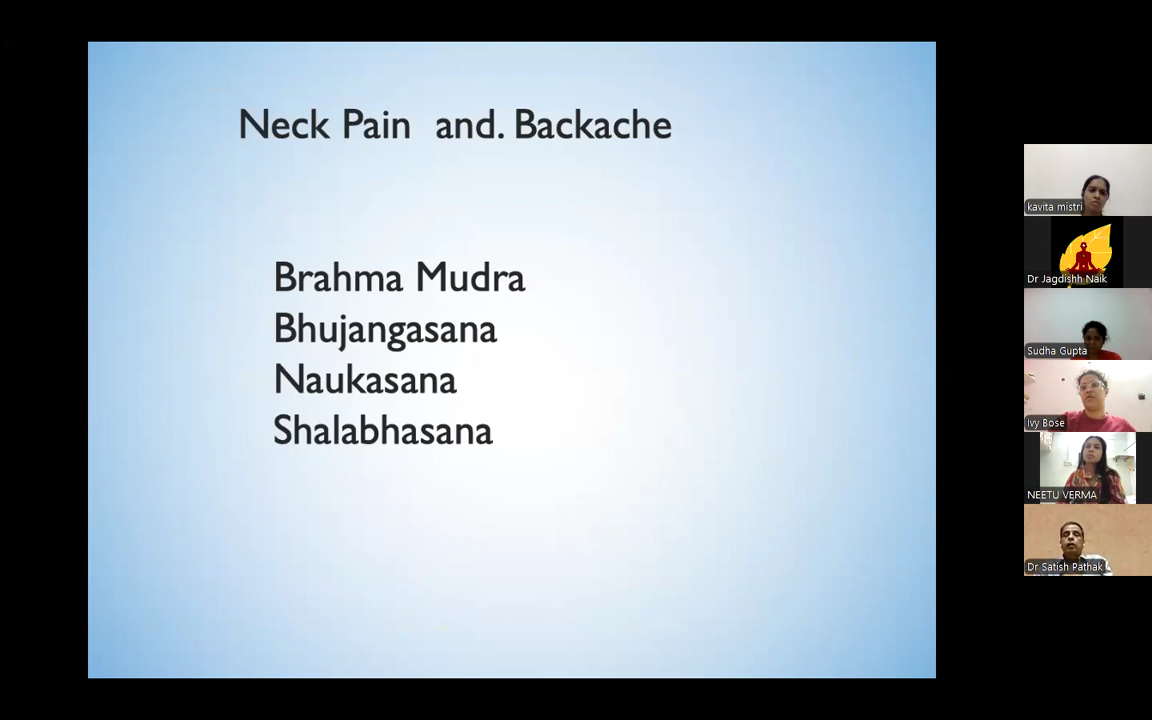 Neck Pain and. Backache
Brahma Mudra
Bhujangasana
Naukasana
Shalabhasana
kavita mistri
Dr Jagdishh Naik
Sudha Gupta
Ivy Bose
NEETU VERMA
Dr Satish Pathak